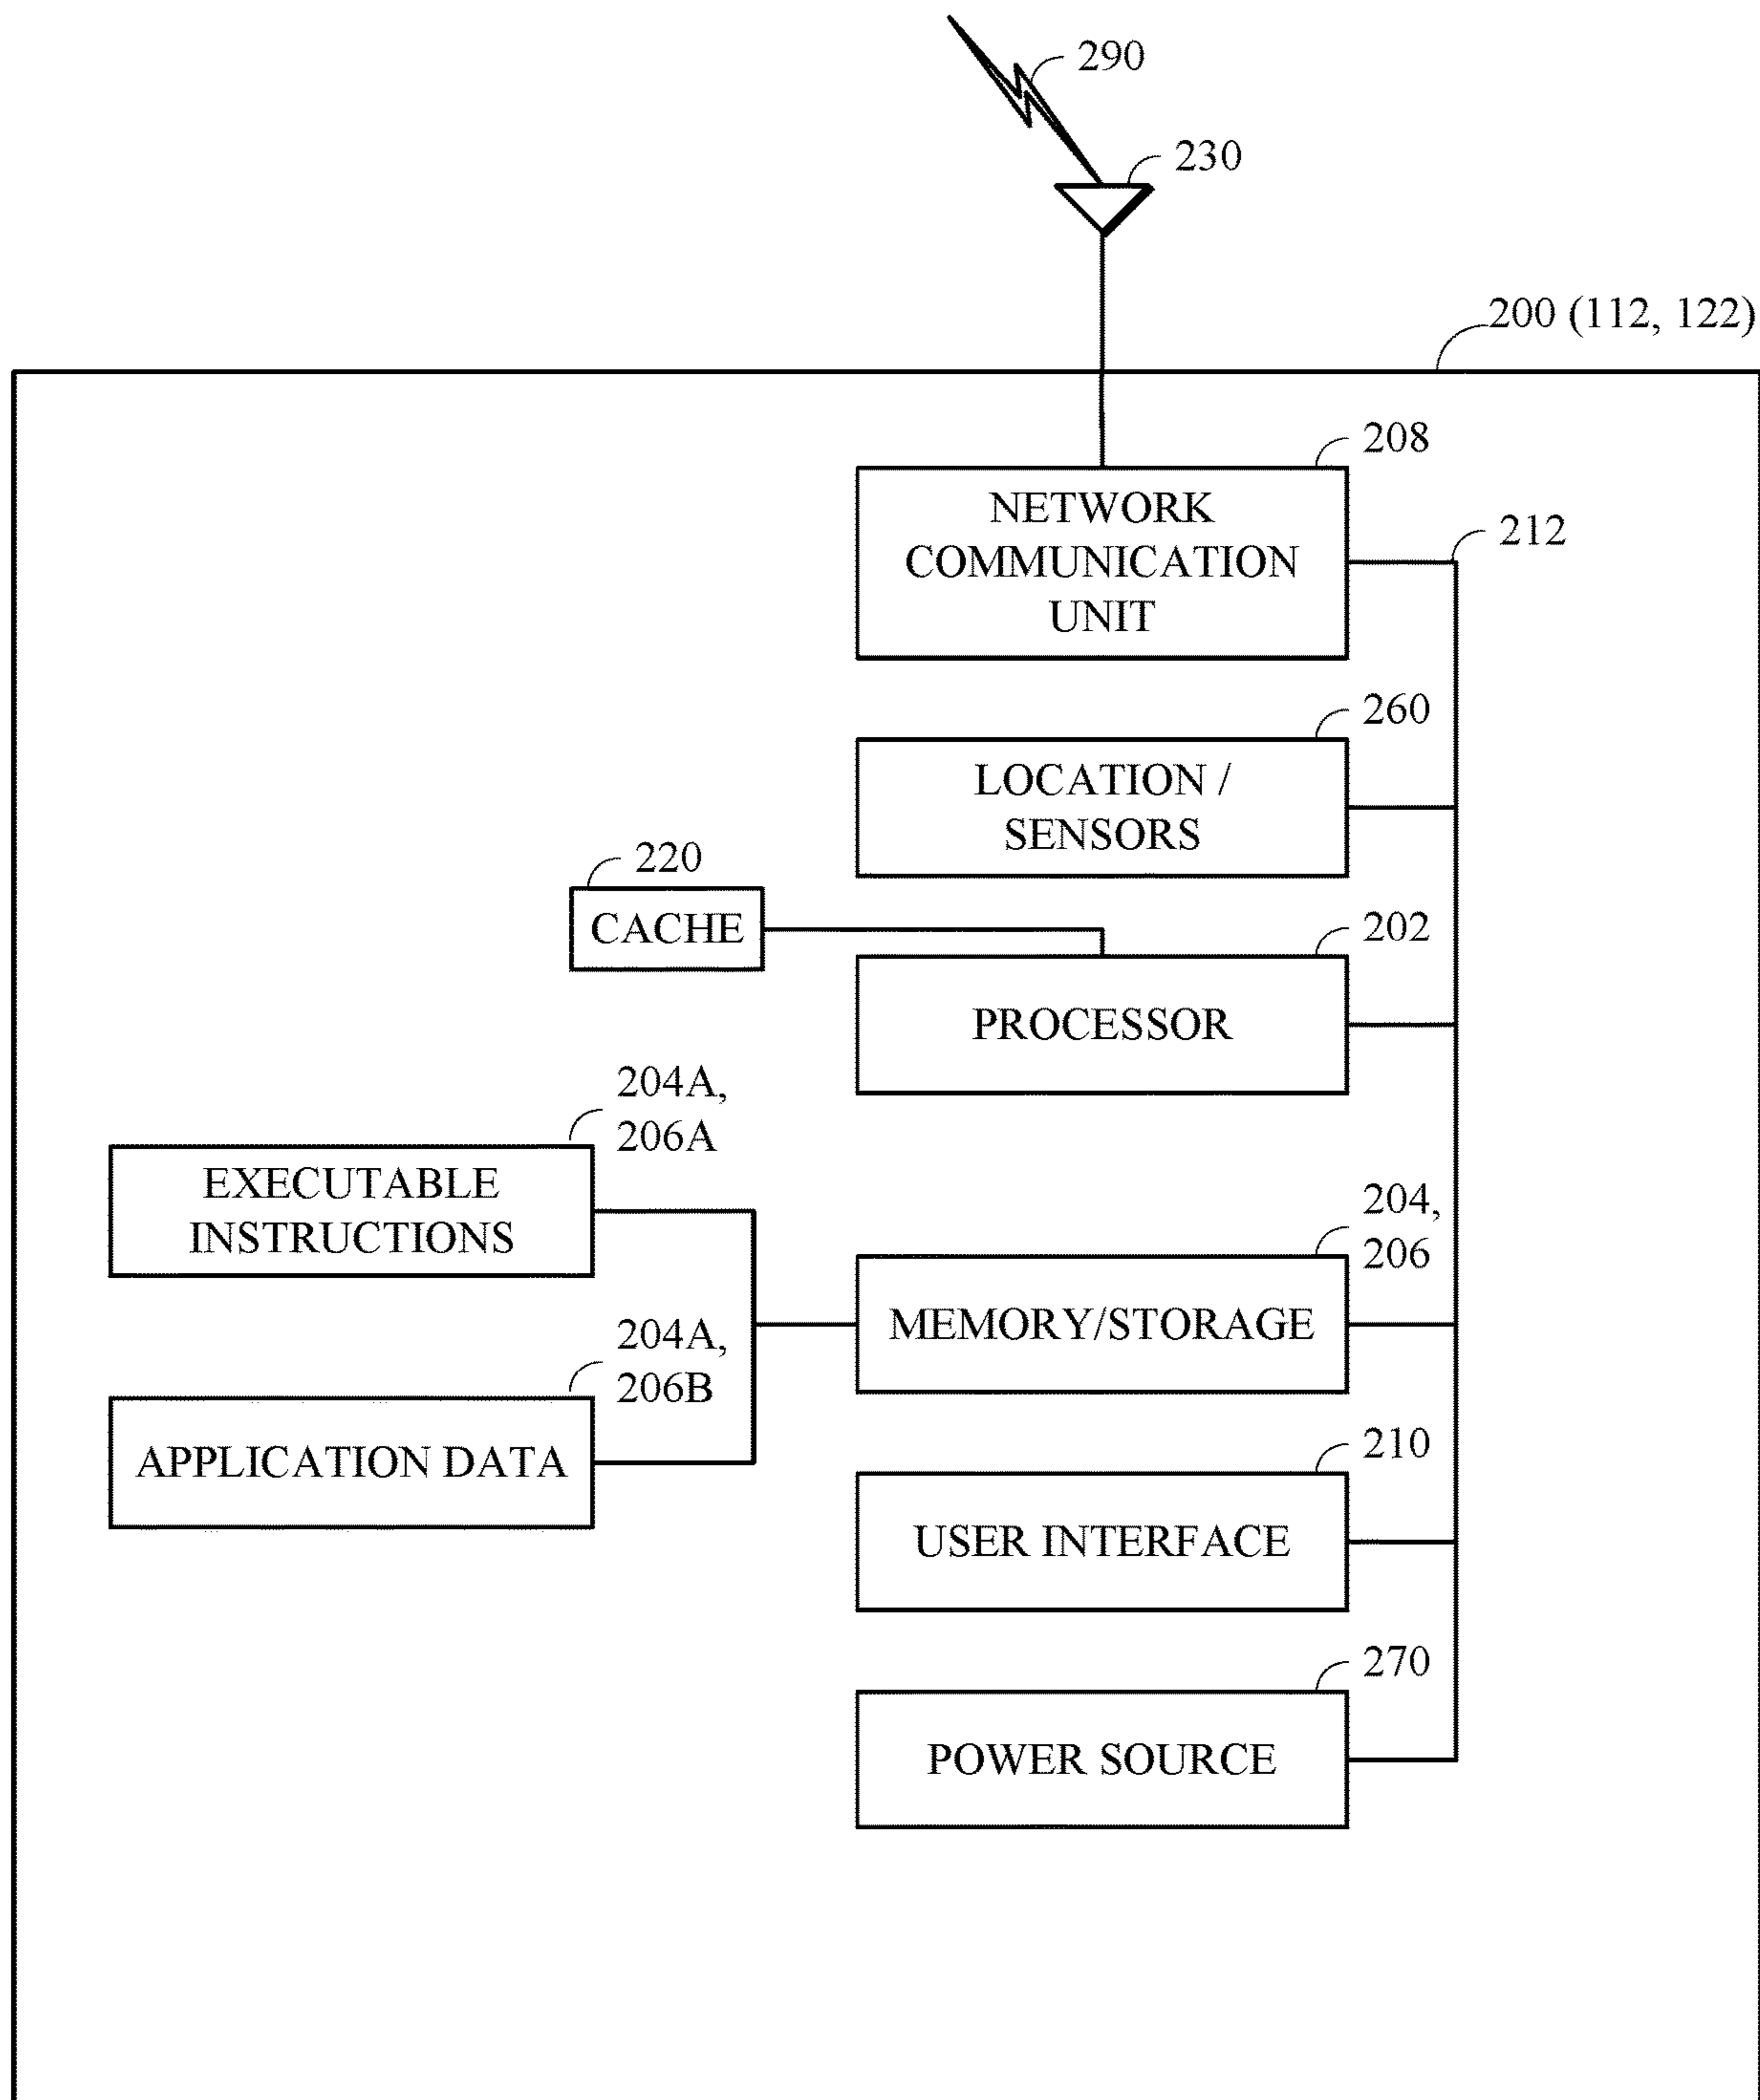 290
230
200 (112, 122)
208
NETWORK
COMMUNICATION
UNIT
212
260
LOCATION /
SENSORS
220
CACHE
202
PROCESSOR
204A,
206A
EXECUTABLE
INSTRUCTIONS
204,
206
MEMORY/STORAGE
204A,
206B
APPLICATION DATA
210
USER INTERFACE
270
POWER SOURCE